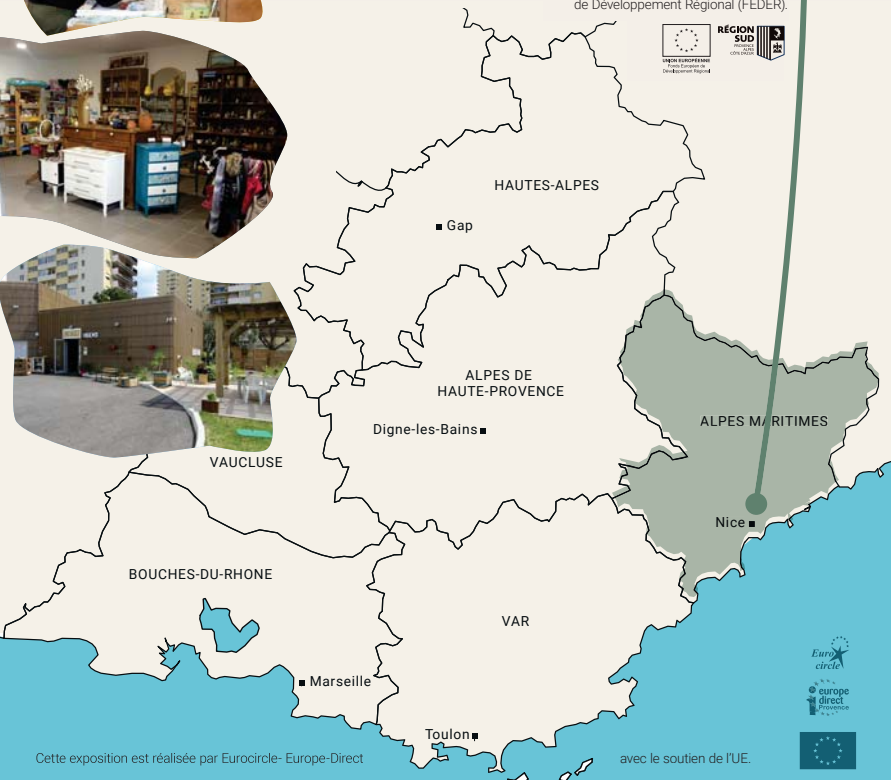 de Développement Régional (FEDER).
UNION EUROPÉENNE
Fonds Européen de
Développement Régional
RÉGION
SUD
PROVENCE
ALPES
CÔTE D'AZUR
HAUTES-ALPES
Gap
ALPES DE
HAUTE-PROVENCE
Digne-les-Bains
ALPES MARITIMES
VAUCLUSE
Nice
BOUCHES-DU-RHONE
VAR
Marseille
Toulon
Euro
circle
europe
direct
Provence
Cette exposition est réalisée par Eurocircle- Europe-Direct
avec le soutien de l'UE.